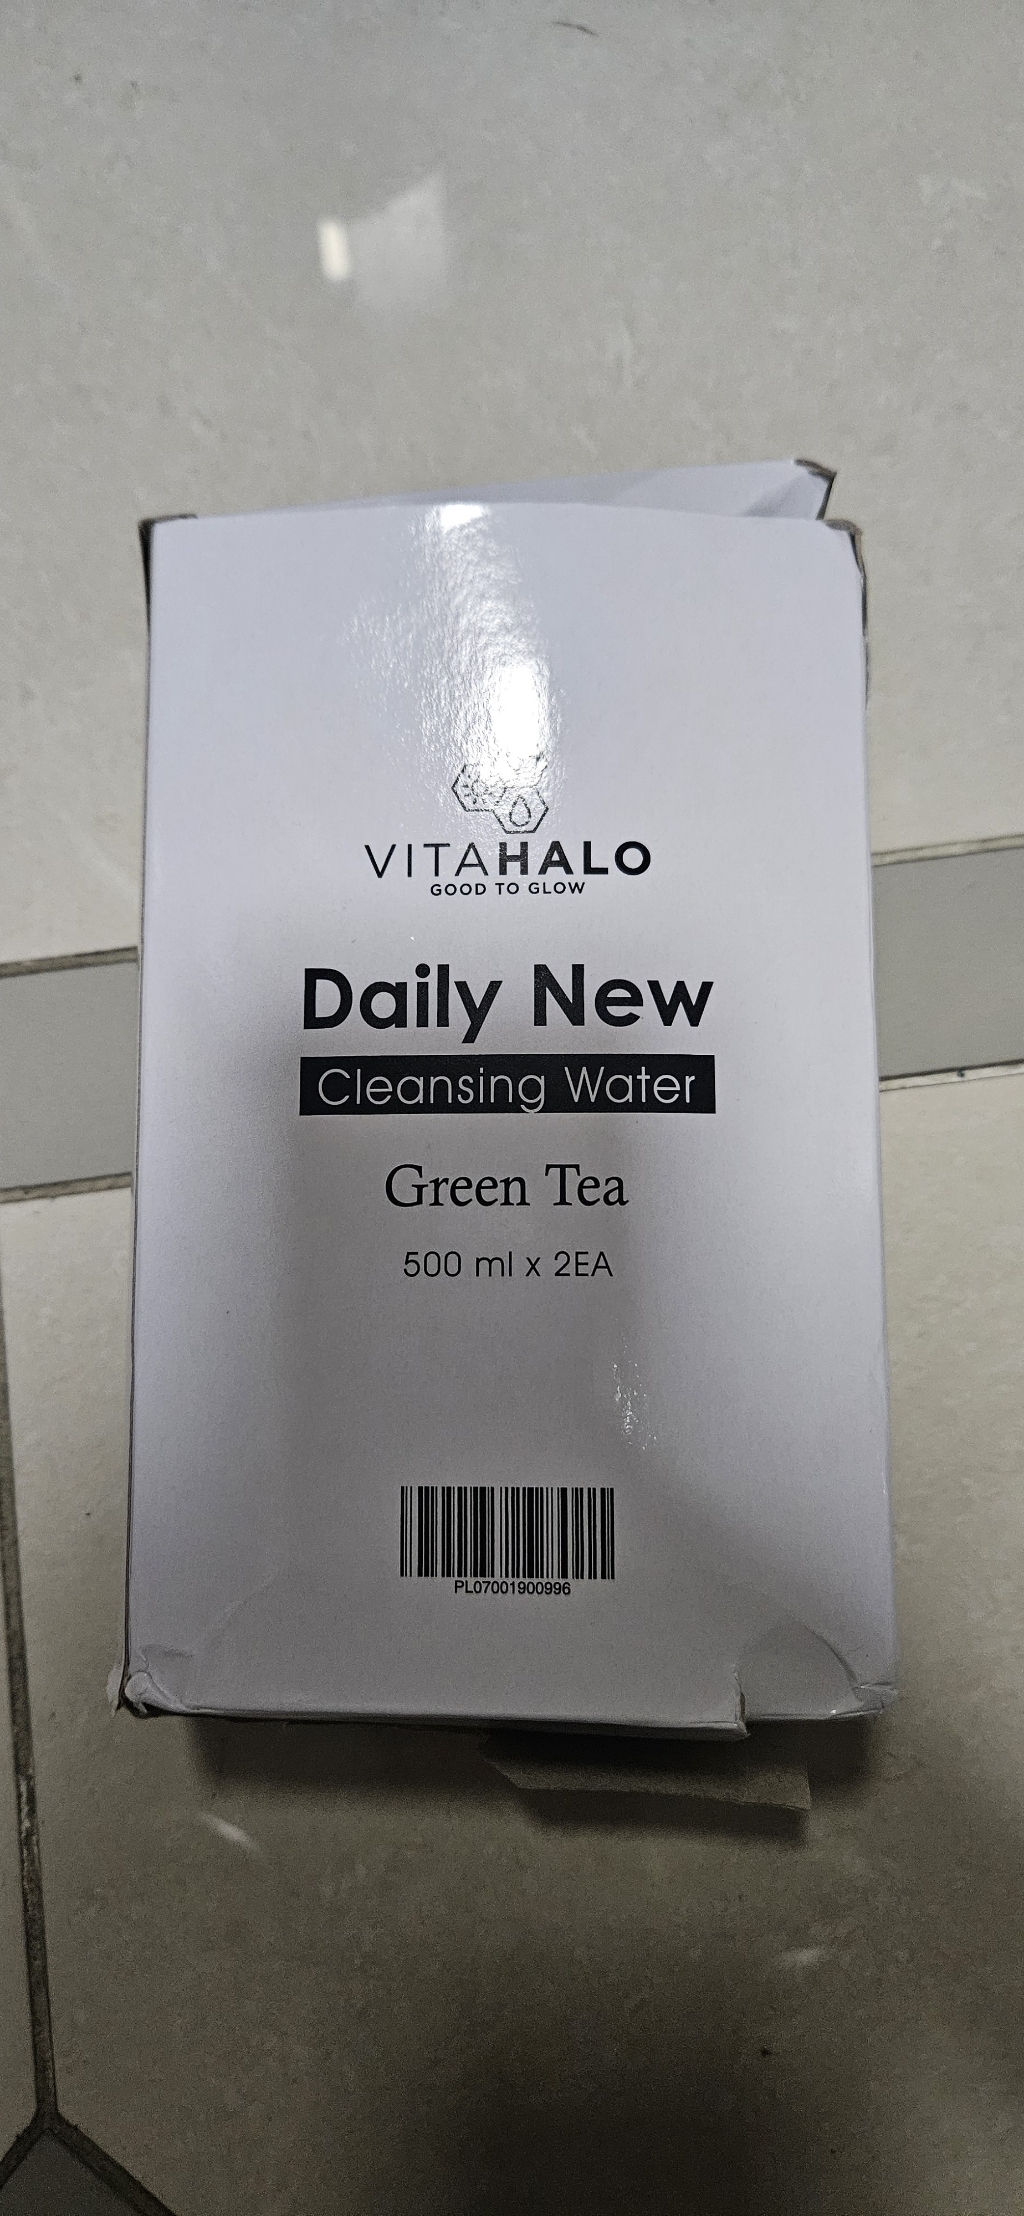 VITAHALO
GOOD TO GLOW
Daily New
Cleansing Water
Green Tea
500 ml x 2EA
PL07001900996